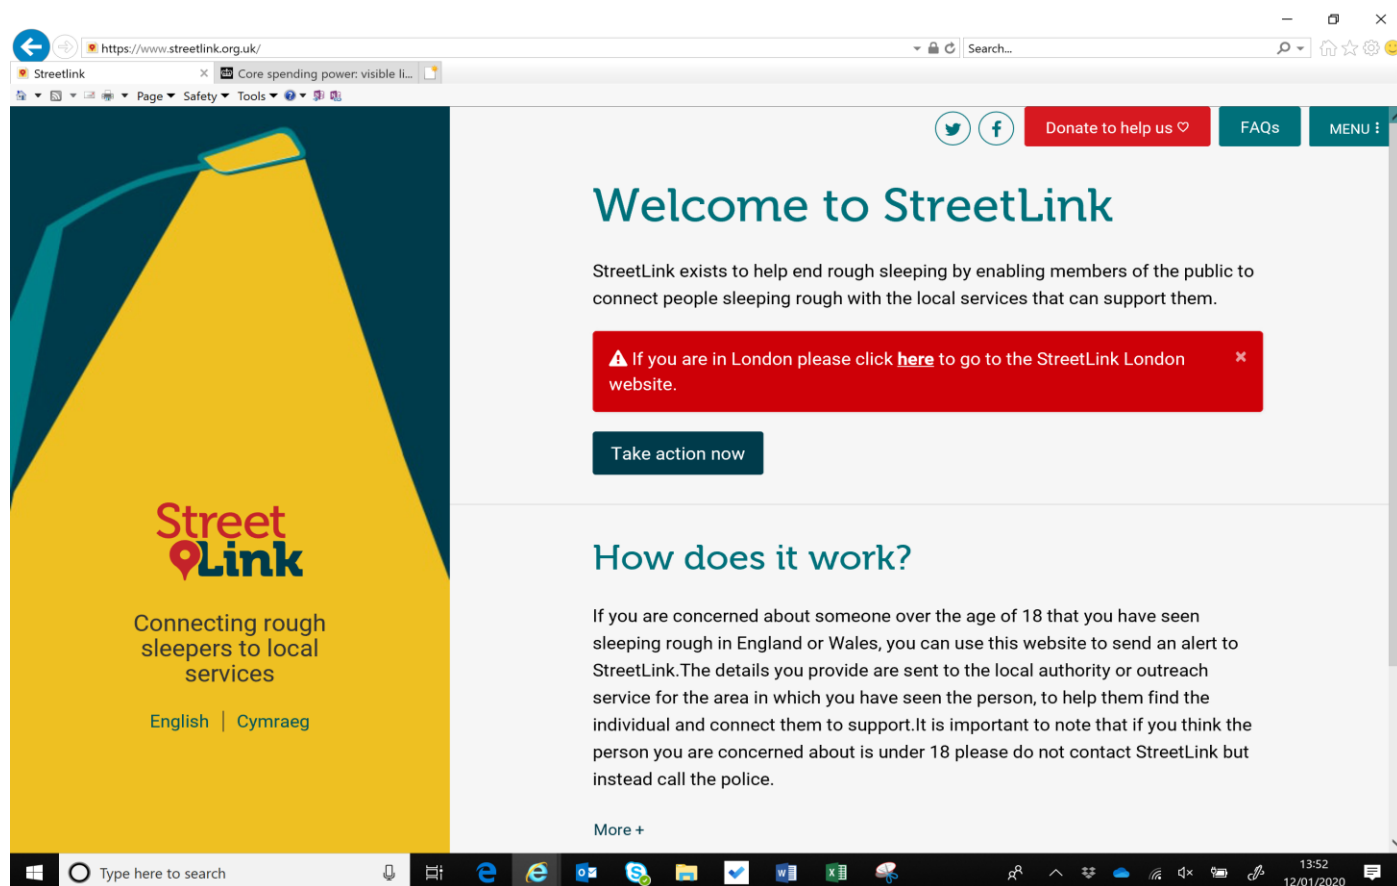 https://www.streetlink.org.uk/
Search...
Streetlink
Core spending power: visible li...
Page Safety Tools
Donate to help us
FAQs
MENU
Welcome to StreetLink
StreetLink exists to help end rough sleeping by enabling members of the public to
connect people sleeping rough with the local services that can support them.
If you are in London please click here to go to the StreetLink London
website.
Take action now
Street
Link
Connecting rough
sleepers to local
services
English | Cymraeg
How does it work?
If you are concerned about someone over the age of 18 that you have seen
sleeping rough in England or Wales, you can use this website to send an alert to
StreetLink.The details you provide are sent to the local authority or outreach
service for the area in which you have seen the person, to help them find the
individual and connect them to support.It is important to note that if you think the
person you are concerned about is under 18 please do not contact StreetLink but
instead call the police.
More +
Type here to search
13:52
12/01/2020